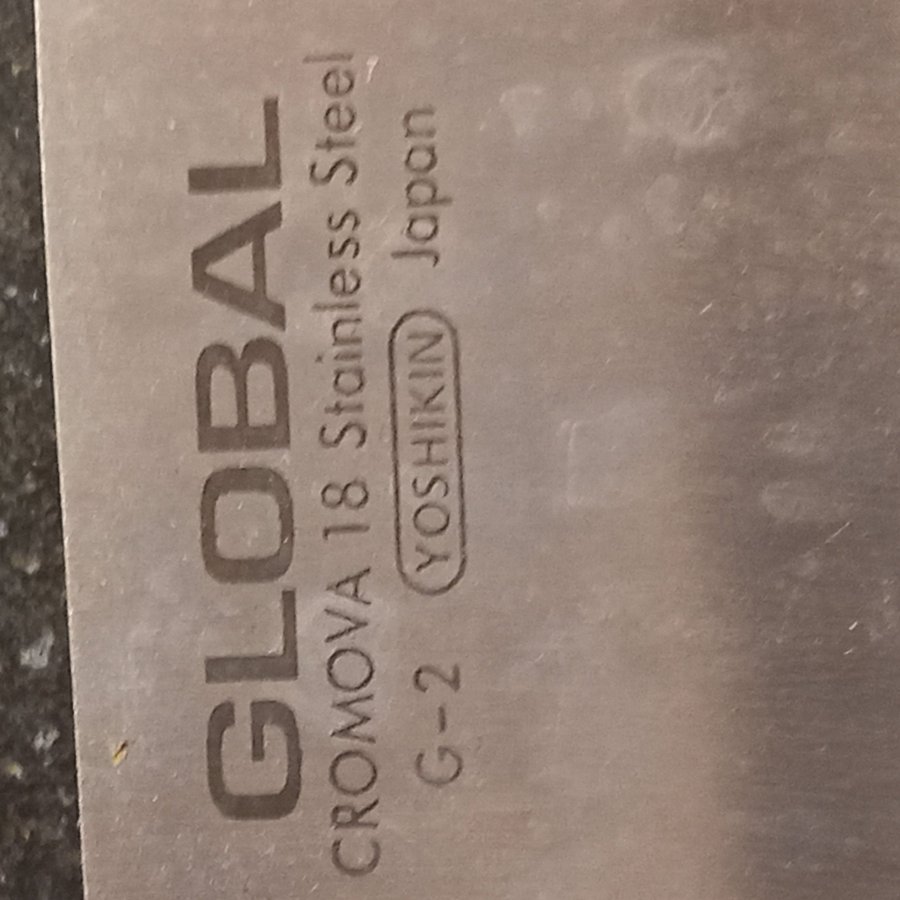 GLOBAL
CROMOVA 18 Stainless Steel
G-2 YOSHIKIN Japan